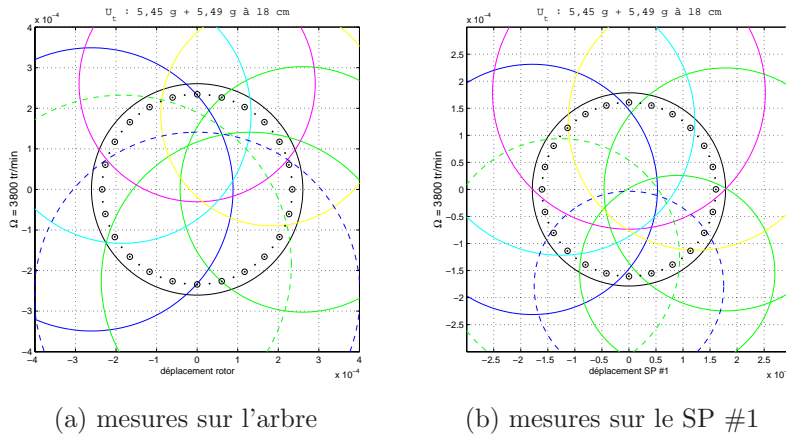 U_t : 5,45 g + 5,49 g à 18 cm
x 10^-4
4
3
2
1
0
−1
−2
−3
−4
Ω = 3800 tr/min
−4 −3 −2 −1 0 1 2 3 4
déplacement rotor
x 10^-4
(a) mesures sur l'arbre
U_t : 5,45 g + 5,49 g à 18 cm
x 10^-4
2.5
2
1.5
1
0.5
0
−0.5
−1
−1.5
−2
−2.5
Ω = 3800 tr/min
−2.5 −2 −1.5 −1 −0.5 0 0.5 1 1.5 2 2.5
déplacement SP #1
x 10^-
(b) mesures sur le SP #1